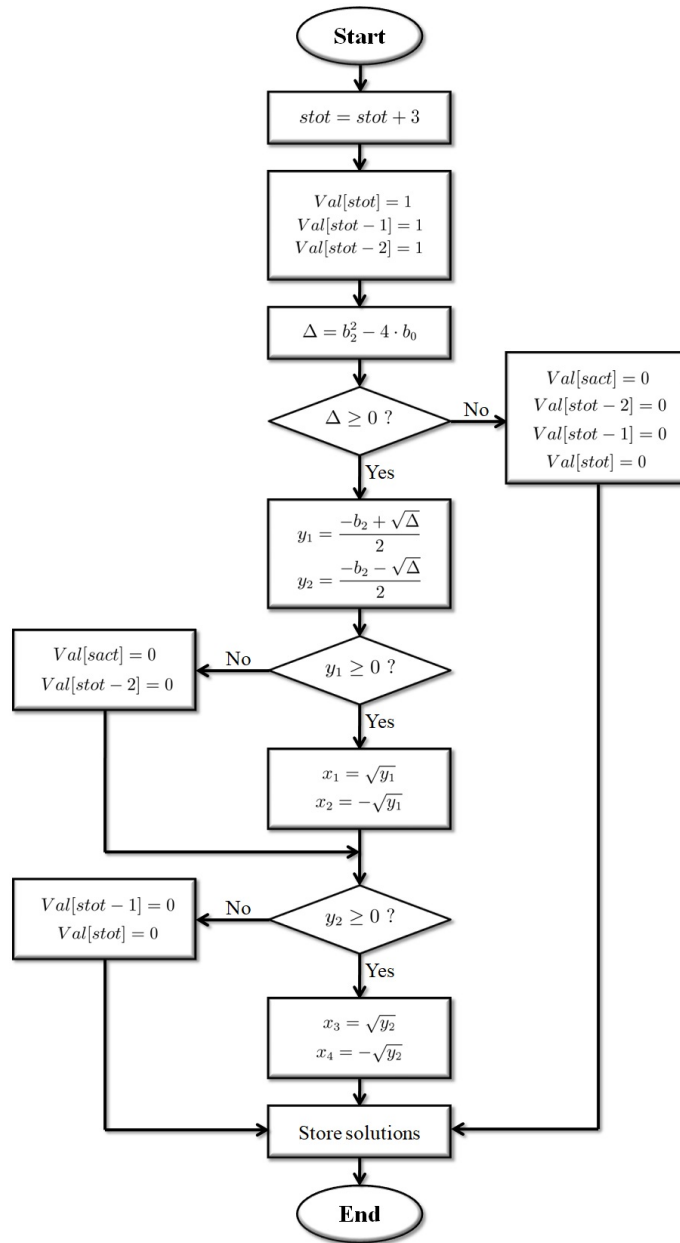 Start
stot = stot + 3
Val[stot] = 1
Val[stot − 1] = 1
Val[stot − 2] = 1
Δ = b₂² − 4 · b₀
Δ ≥ 0 ?
No
Val[sact] = 0
Val[stot − 2] = 0
Val[stot − 1] = 0
Val[stot] = 0
Yes
y₁ = (−b₂ + √Δ)/2
y₂ = (−b₂ − √Δ)/2
y₁ ≥ 0 ?
No
Val[sact] = 0
Val[stot − 2] = 0
Yes
x₁ = √y₁
x₂ = −√y₁
y₂ ≥ 0 ?
No
Val[stot − 1] = 0
Val[stot] = 0
Yes
x₃ = √y₂
x₄ = −√y₂
Store solutions
End